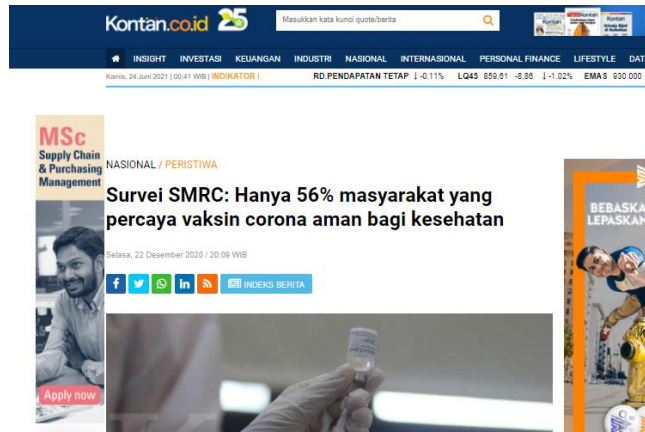 Kontan.co.id 25
Masukkan kata kunci quote/berita
INSIGHT INVESTASI KEUANGAN INDUSTRI NASIONAL INTERNASIONAL PERSONAL FINANCE LIFESTYLE DATA
Kamis, 24 Juni 2021 | 00:41 WIB | INDIKATOR |
RD.PENDAPATAN TETAP -0.11% LQ45 859,61 -8,86 -1.02% EMAS 930.000
MSc
Supply Chain
& Purchasing
Management
Apply now
NASIONAL / PERISTIWA
Survei SMRC: Hanya 56% masyarakat yang
percaya vaksin corona aman bagi kesehatan
Selasa, 22 Desember 2020 / 20:09 WIB
INDEKS BERITA
BEBASKA
LEPASKAN